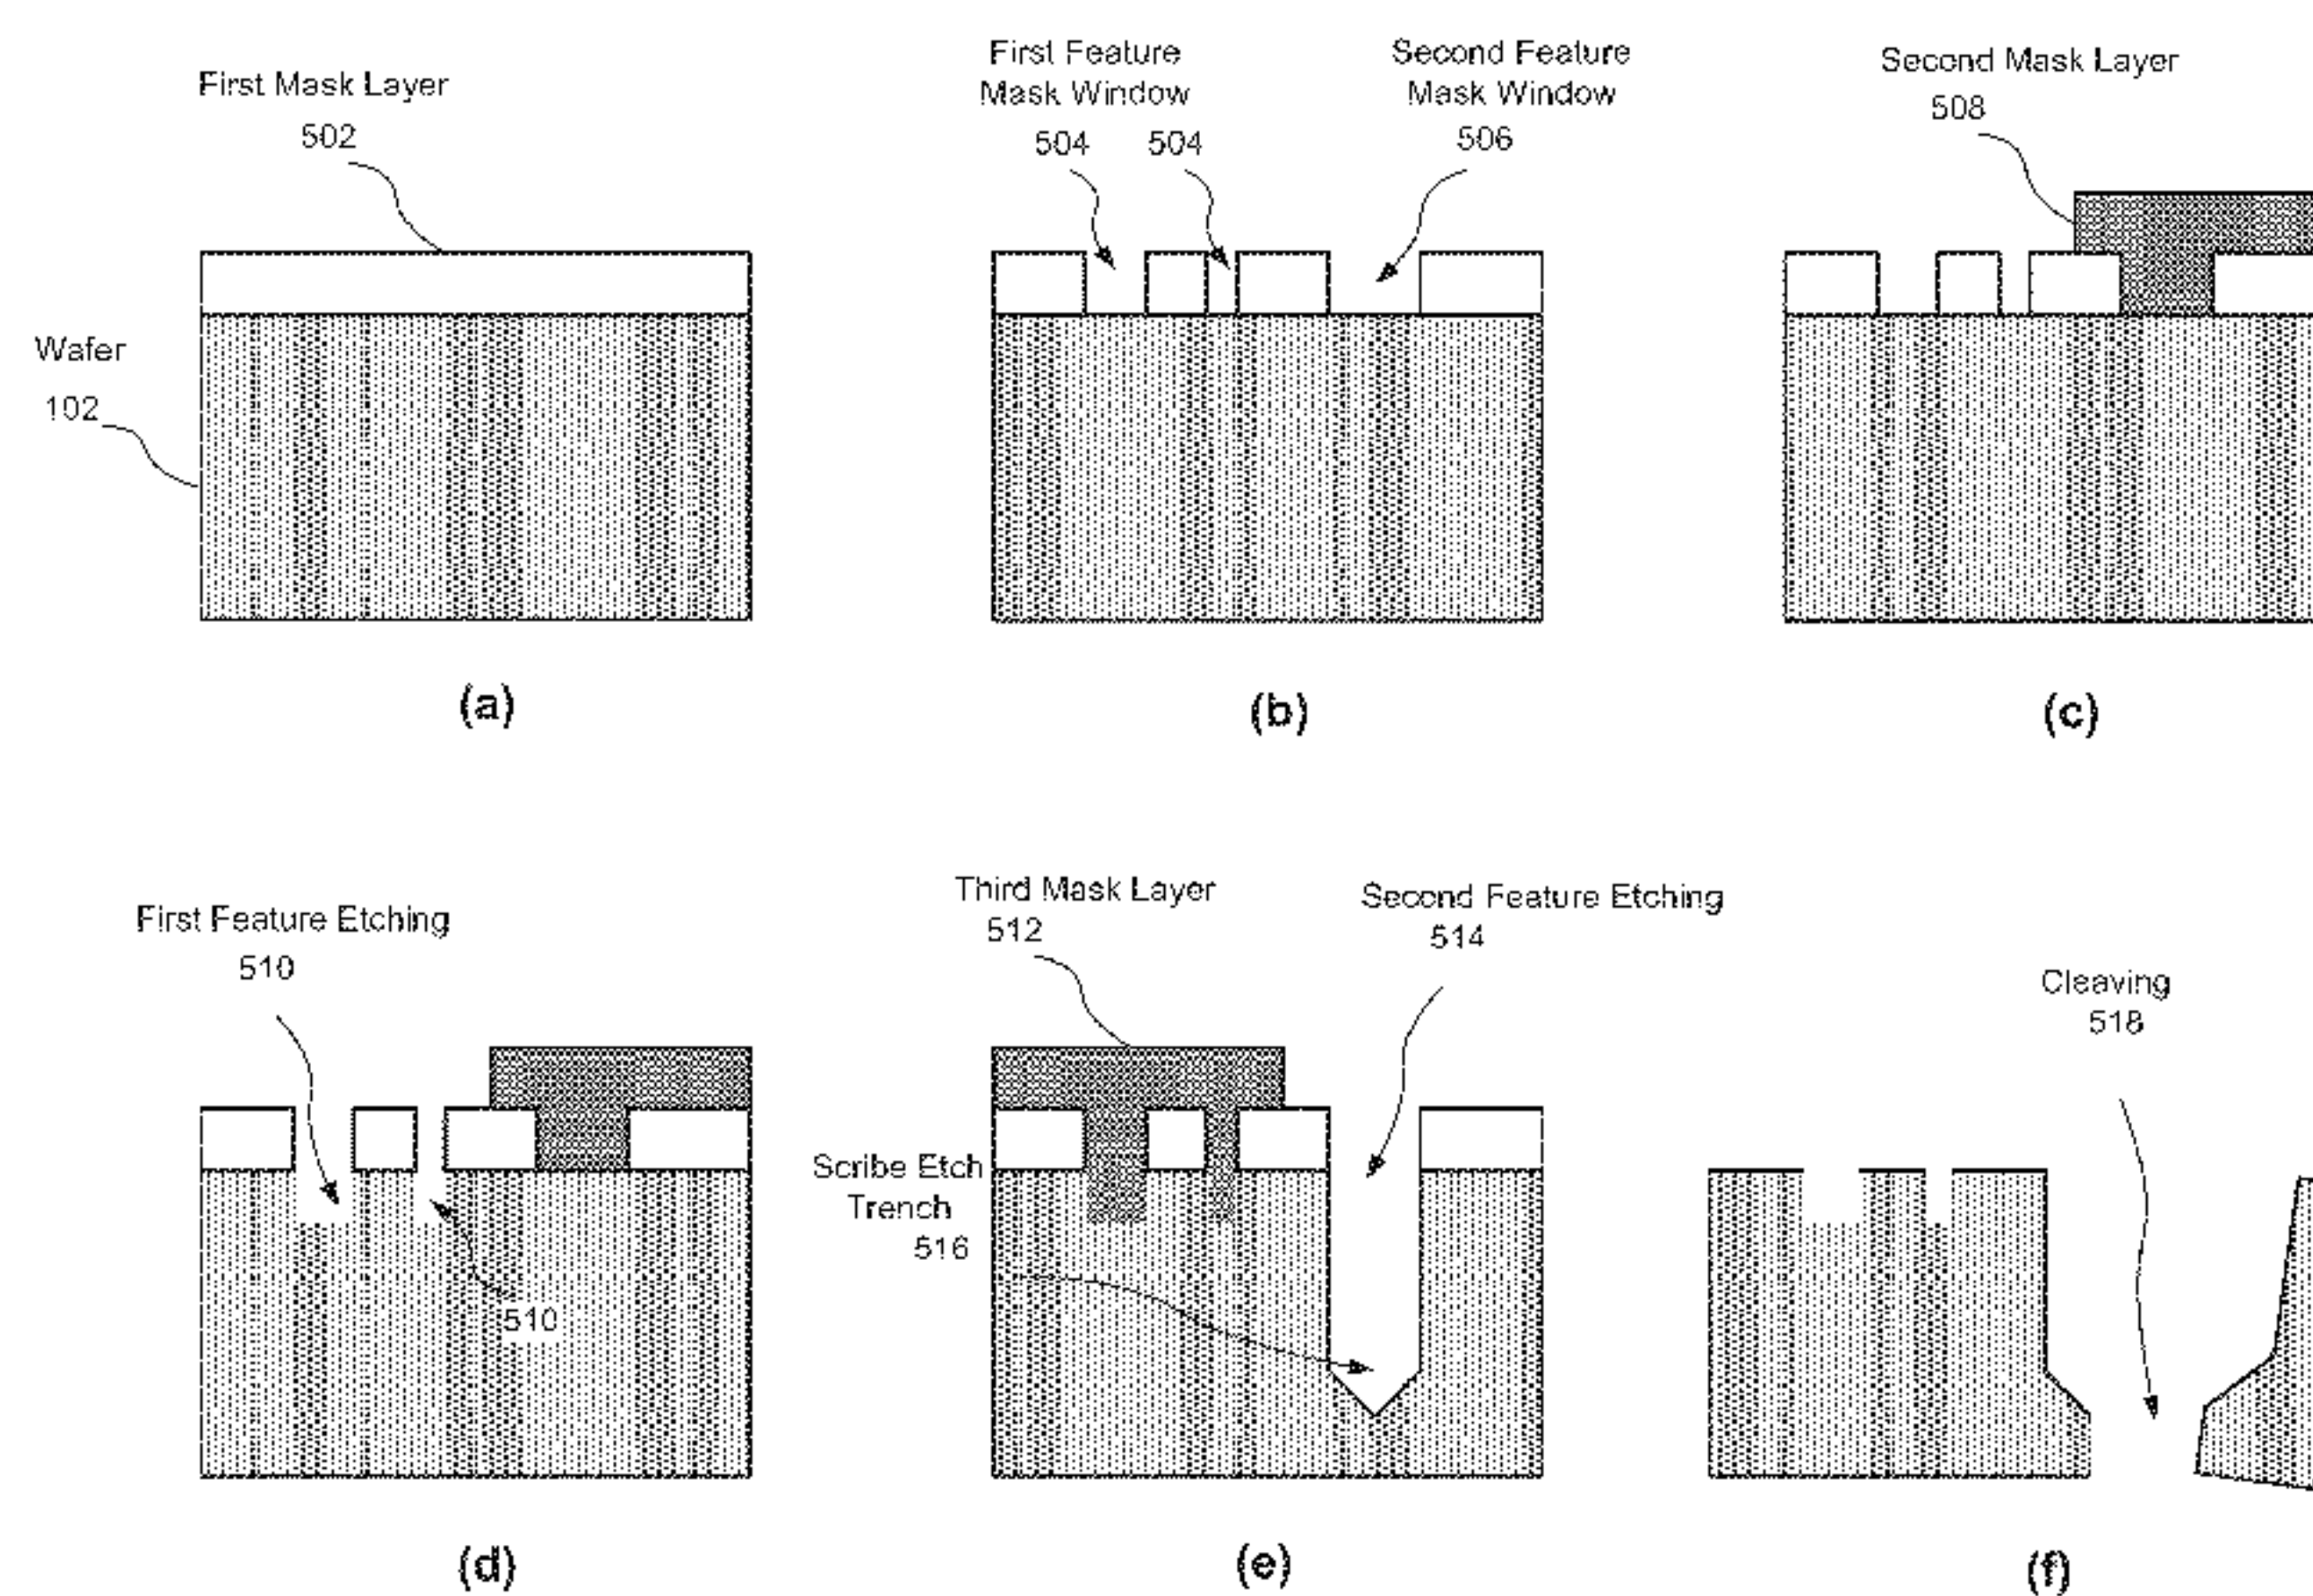 First Mask Layer
502
Wafer
102
(a)
First Feature
Mask Window
504 504
Second Feature
Mask Window
506
(b)
Second Mask Layer
508
(c)
First Feature Etching
510
510
(d)
Third Mask Layer
512
Second Feature Etching
514
Scribe Etch
Trench
516
(e)
Cleaving
518
(f)